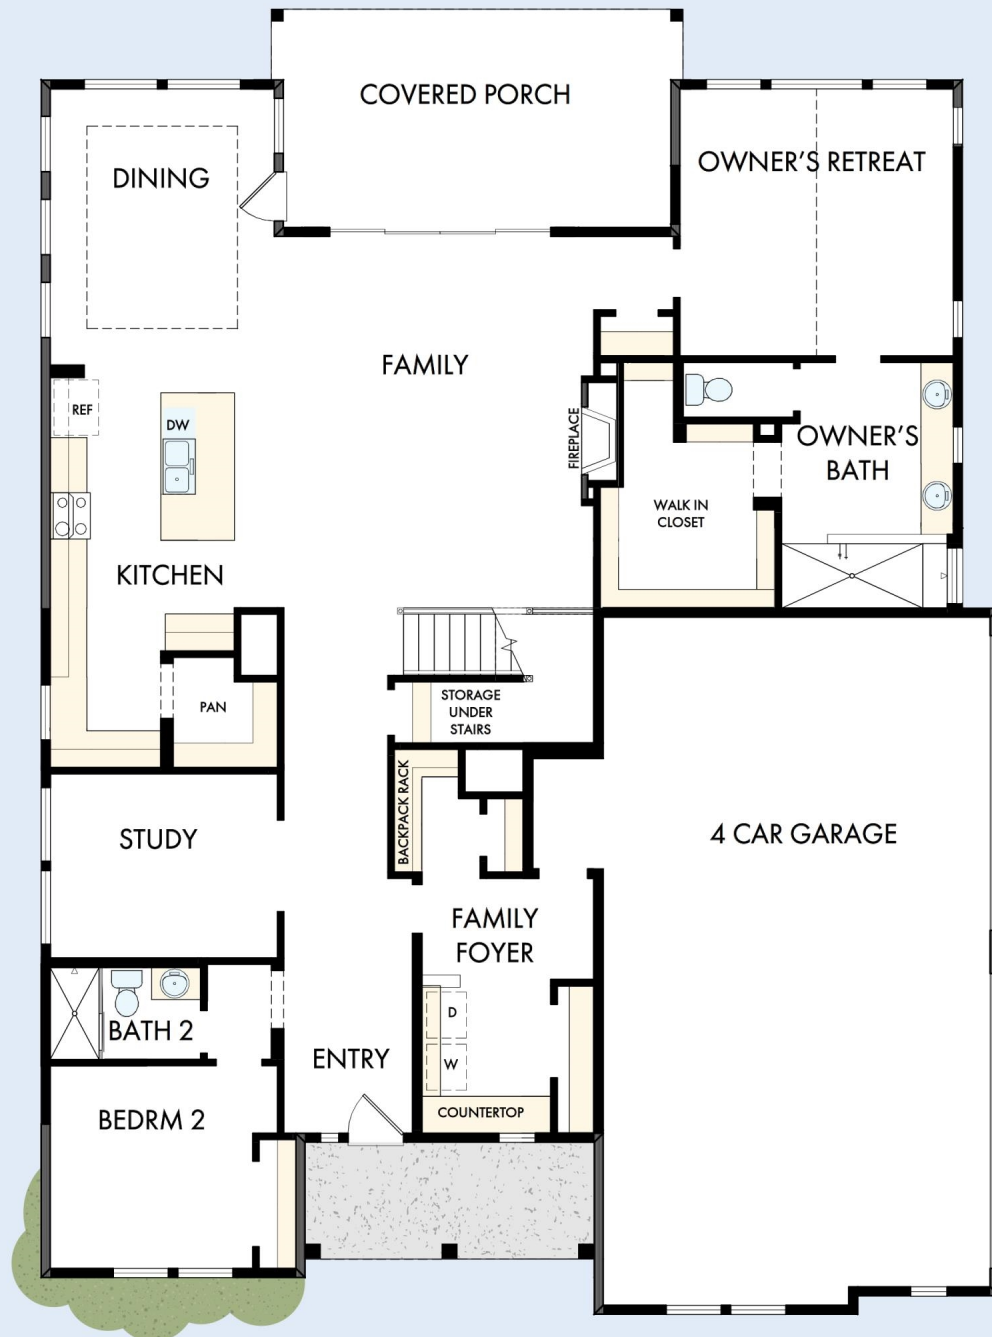 COVERED PORCH
DINING
OWNER'S RETREAT
FAMILY
REF
DW
FIREPLACE
OWNER'S
BATH
WALK IN
CLOSET
KITCHEN
PAN
STORAGE
UNDER
STAIRS
BACKPACK RACK
STUDY
4 CAR GARAGE
FAMILY
FOYER
D
BATH 2
W
ENTRY
BEDRM 2
COUNTERTOP